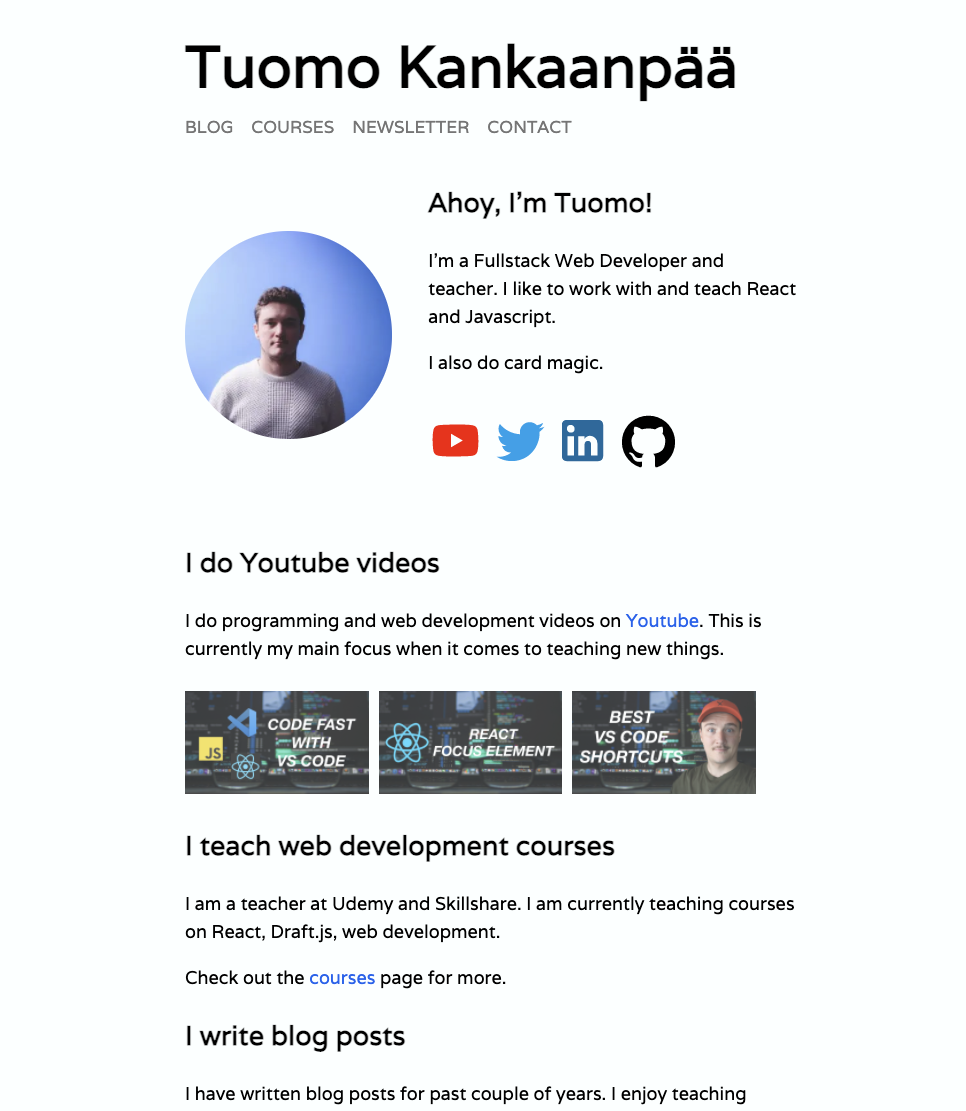 Tuomo Kankaanpää
BLOG COURSES NEWSLETTER CONTACT
Ahoy, I'm Tuomo!
I'm a Fullstack Web Developer and
teacher. I like to work with and teach React
and Javascript.
I also do card magic.
in
I do Youtube videos
I do programming and web development videos on Youtube. This is
currently my main focus when it comes to teaching new things.
JS
CODE FAST
WITH
VS CODE
REACT
FOCUS ELEMENT
BEST
VS CODE
SHORTCUTS
I teach web development courses
I am a teacher at Udemy and Skillshare. I am currently teaching courses
on React, Draft.js, web development.
Check out the courses page for more.
I write blog posts
I have written blog posts for past couple of years. I enjoy teaching